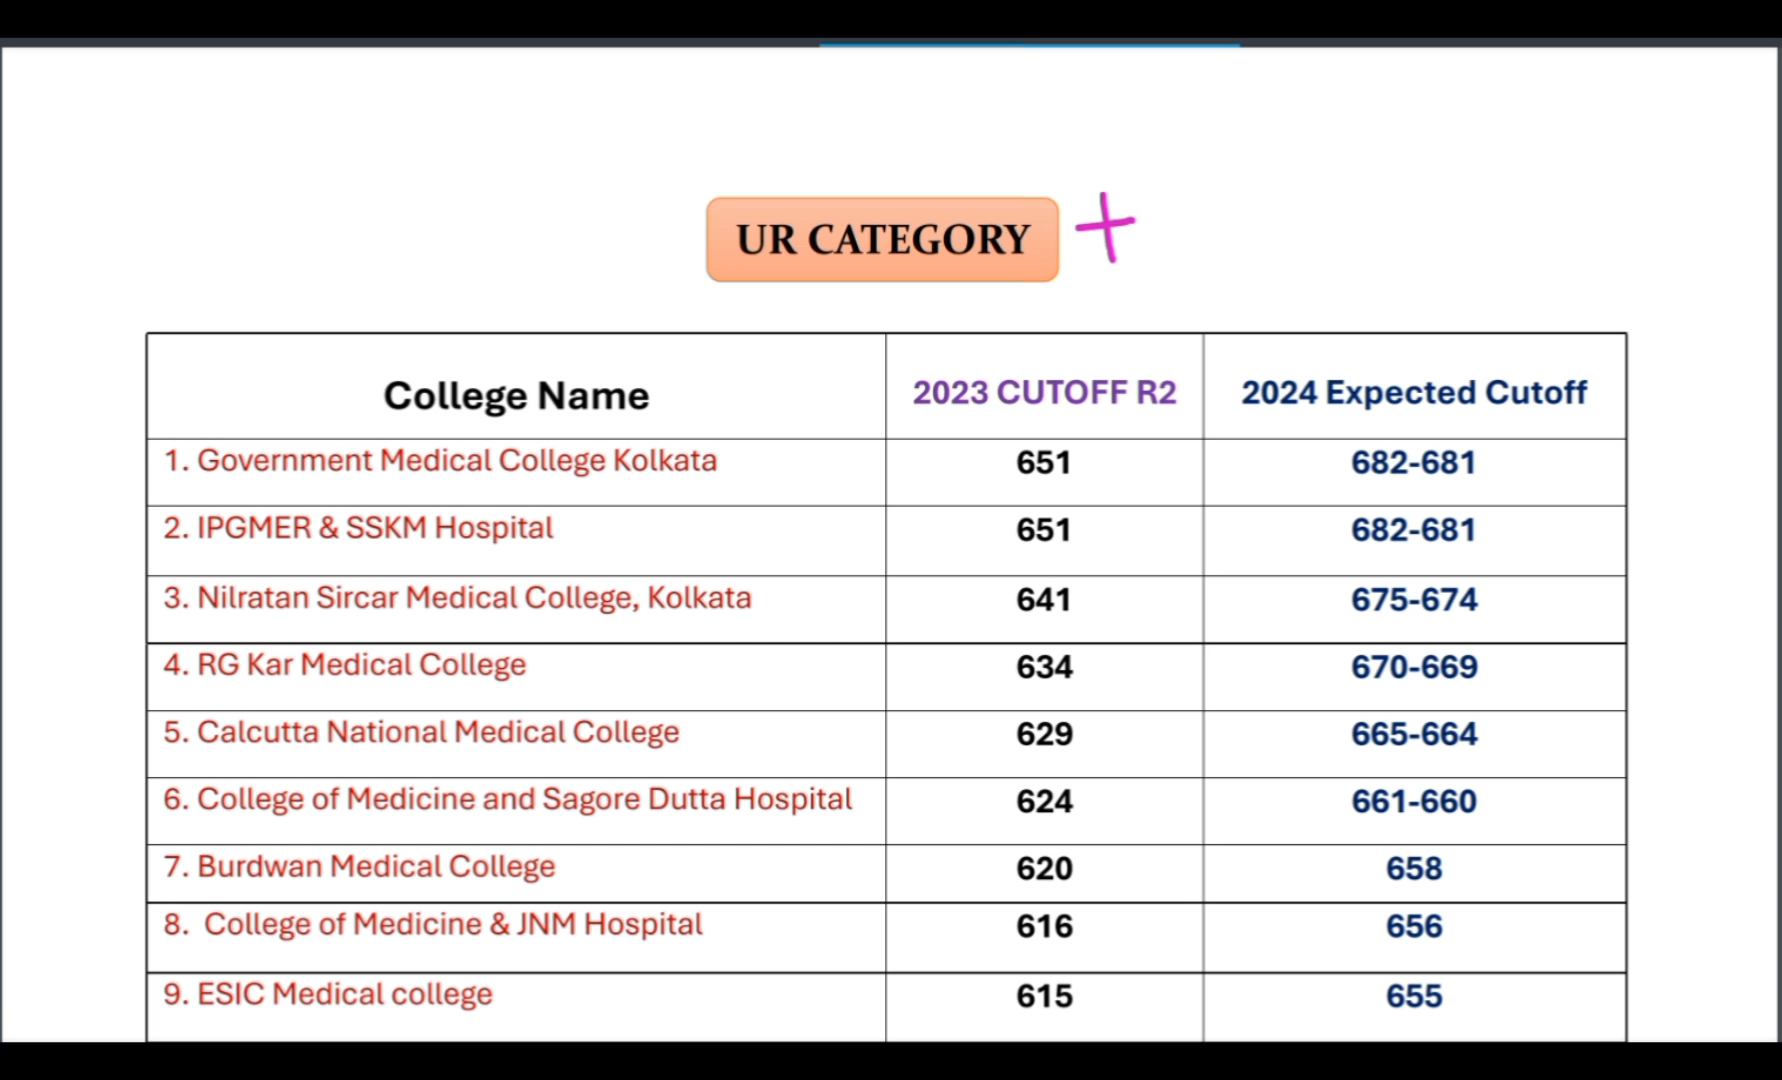 UR CATEGORY +
College Name 2023 CUTOFF R2 2024 Expected Cutoff
1. Government Medical College Kolkata 651 682-681
2. IPGMER & SSKM Hospital 651 682-681
3. Nilratan Sircar Medical College, Kolkata 641 675-674
4. RG Kar Medical College 634 670-669
5. Calcutta National Medical College 629 665-664
6. College of Medicine and Sagore Dutta Hospital 624 661-660
7. Burdwan Medical College 620 658
8. College of Medicine & JNM Hospital 616 656
9. ESIC Medical college 615 655